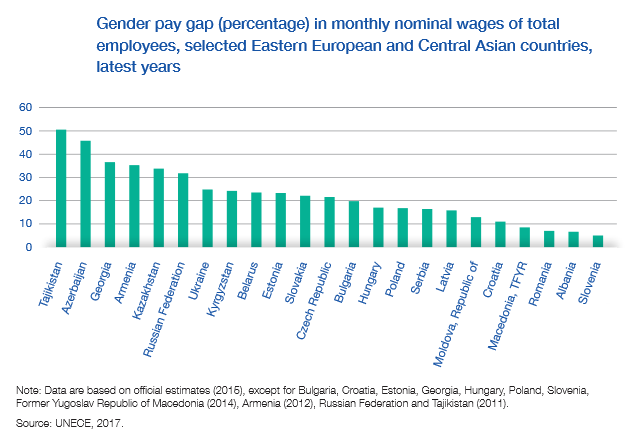 Gender pay gap (percentage) in monthly nominal wages of total
employees, selected Eastern European and Central Asian countries,
latest years
60
50
40
30
20
10
0
Tajikistan
Azerbaijan
Georgia
Armenia
Kazakhstan
Russian Federation
Ukraine
Kyrgyzstan
Belarus
Estonia
Slovakia
Czech Republic
Bulgaria
Hungary
Poland
Serbia
Latvia
Moldova, Republic of
Croatia
Macedonia, TFYR
Romania
Albania
Slovenia
Note: Data are based on official estimates (2015), except for Bulgaria, Croatia, Estonia, Georgia, Hungary, Poland, Slovenia,
Former Yugoslav Republic of Macedonia (2014), Armenia (2012), Russian Federation and Tajikistan (2011).
Source: UNECE, 2017.